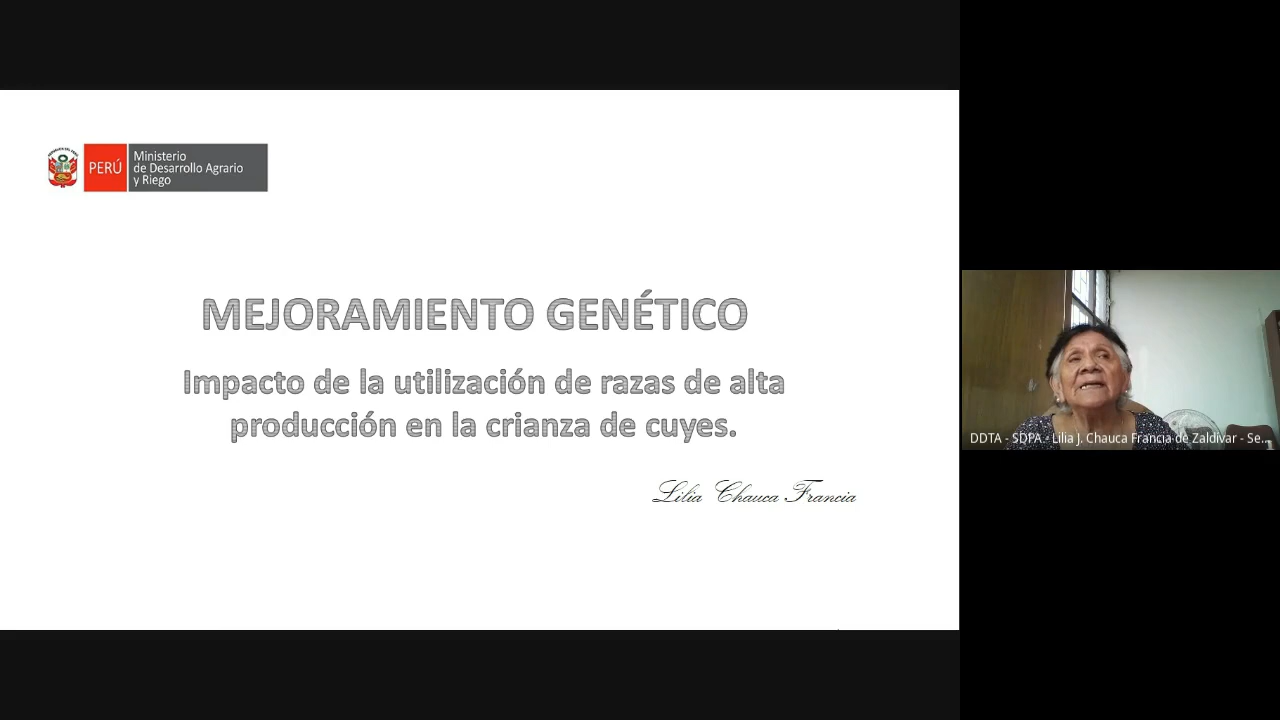 PERÚ
Ministerio
de Desarrollo Agrario
y Riego
MEJORAMIENTO GENÉTICO
Impacto de la utilización de razas de alta
producción en la crianza de cuyes.
Lilia Chauca Francia
DDTA - SDPA - Lilia J. Chauca Francia de Zaldivar - Se...